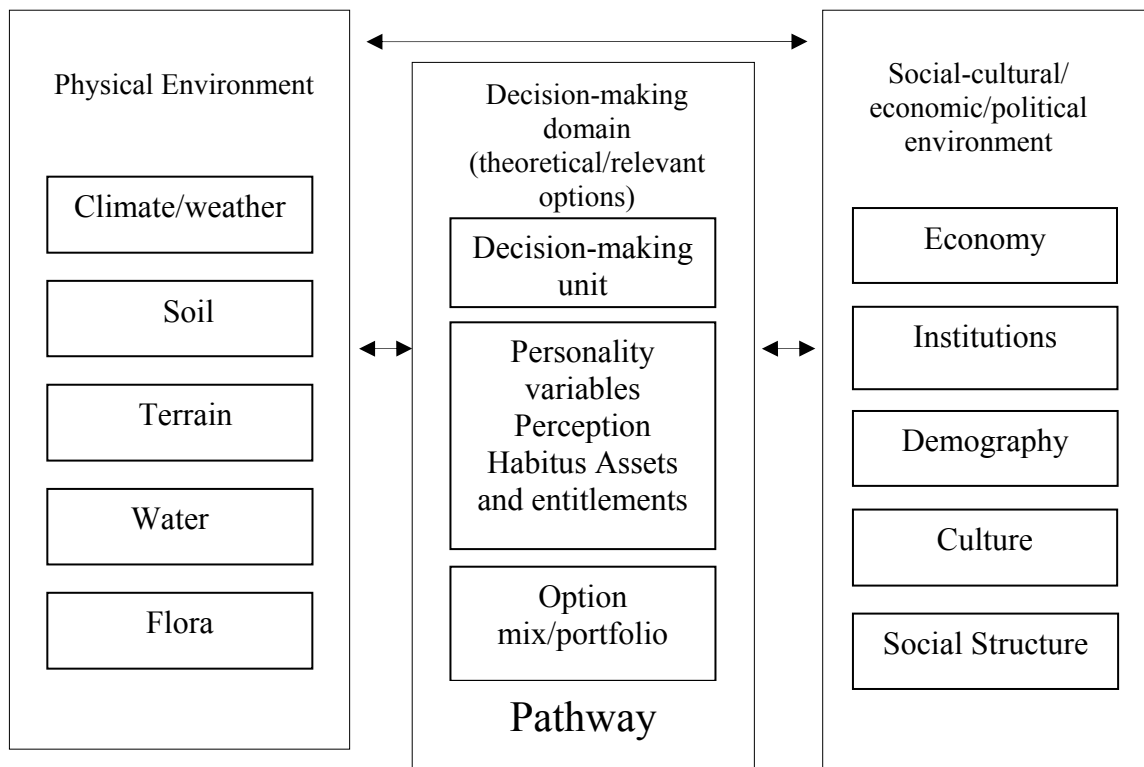 Physical Environment
Climate/weather
Soil
Terrain
Water
Flora
Decision-making
domain
(theoretical/relevant
options)
Decision-making
unit
Personality
variables
Perception
Habitus Assets
and entitlements
Option
mix/portfolio
Pathway
Social-cultural/
economic/political
environment
Economy
Institutions
Demography
Culture
Social Structure